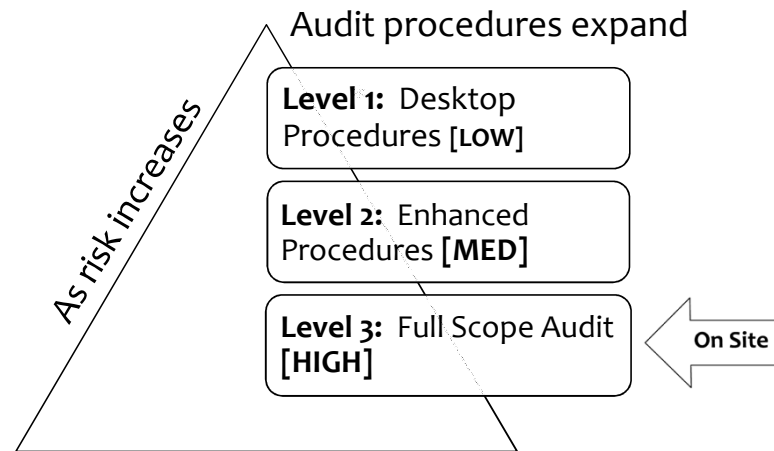 Audit procedures expand
As risk increases
Level 1:  Desktop
Procedures [LOW]
Level 2:  Enhanced
Procedures [MED]
Level 3:  Full Scope Audit
[HIGH]
On Site